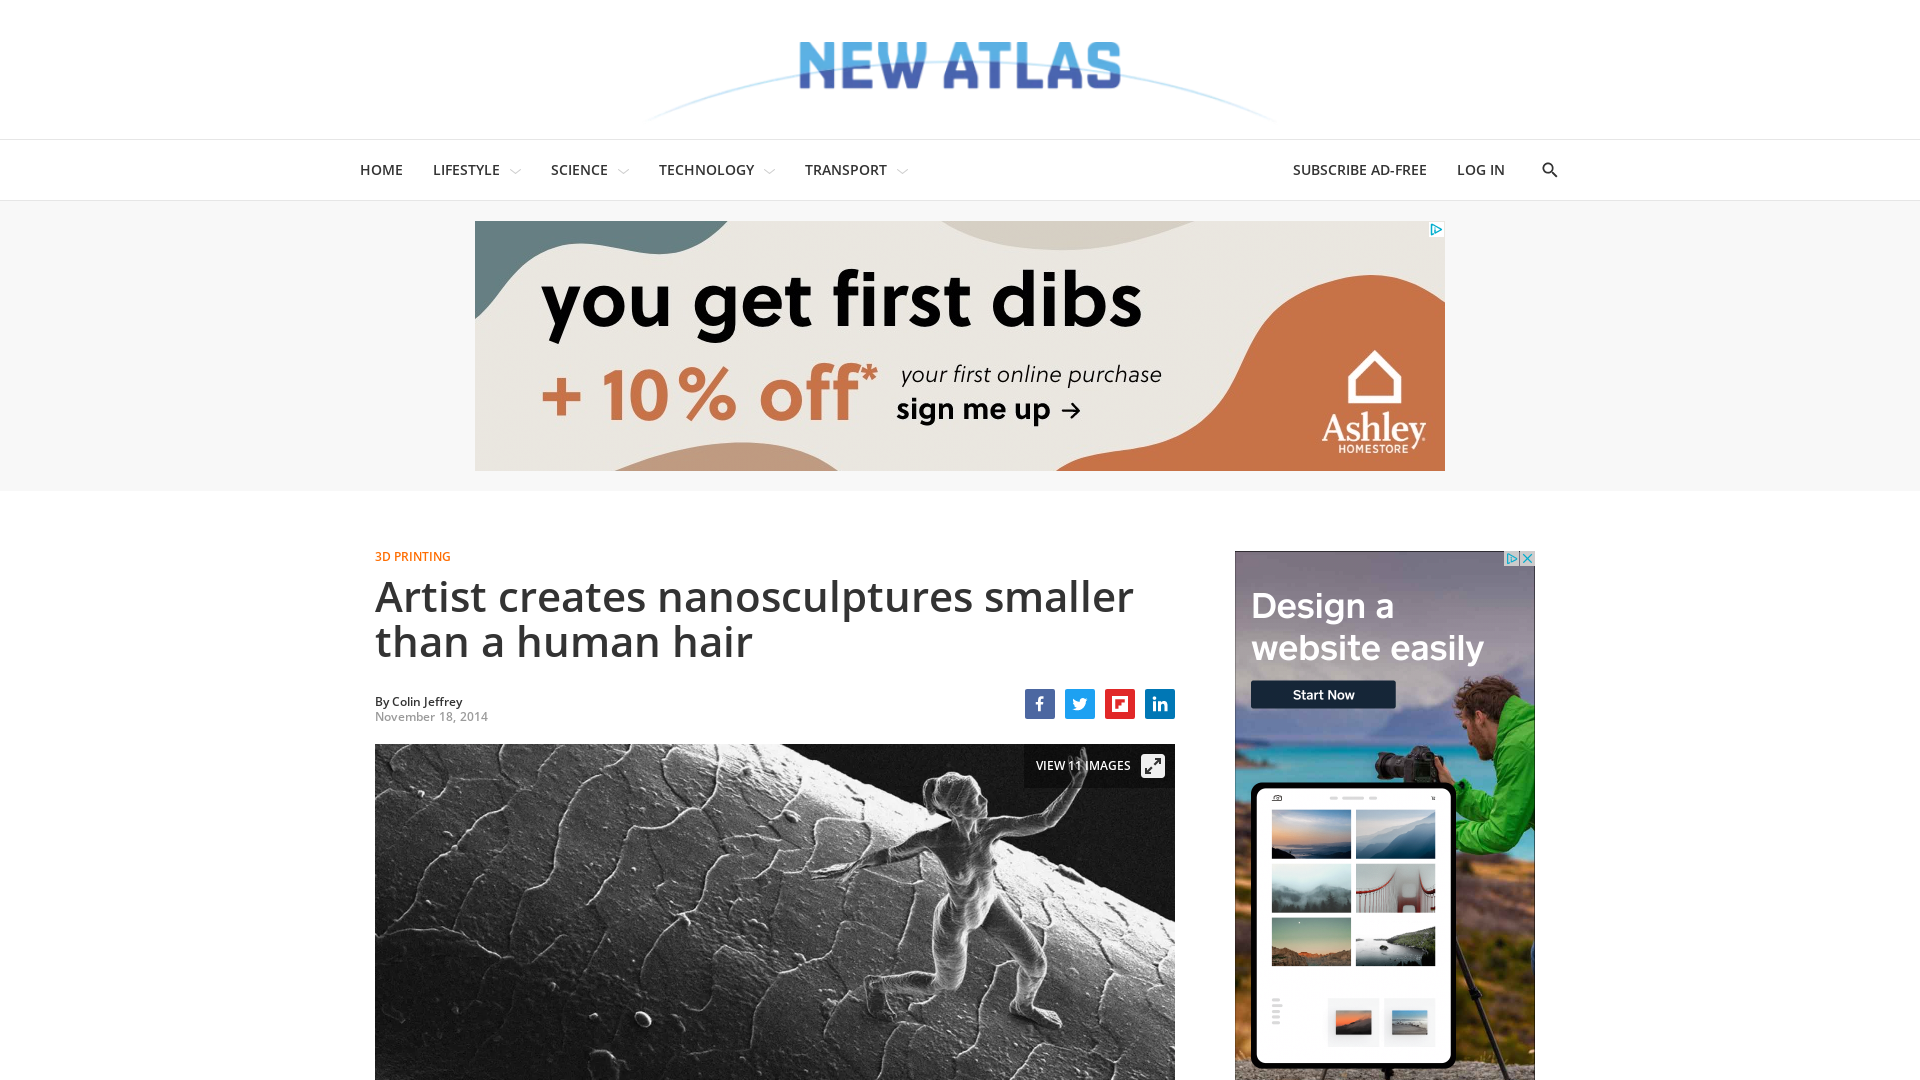 NEW ATLAS
HOME LIFESTYLE SCIENCE TECHNOLOGY TRANSPORT SUBSCRIBE AD-FREE LOG IN
you get first dibs
+ 10% off* your first online purchase
sign me up →
Ashley
HOMESTORE
3D PRINTING
Artist creates nanosculptures smaller
than a human hair
By Colin Jeffrey
November 18, 2014
VIEW 11 IMAGES
Design a
website easily
Start Now